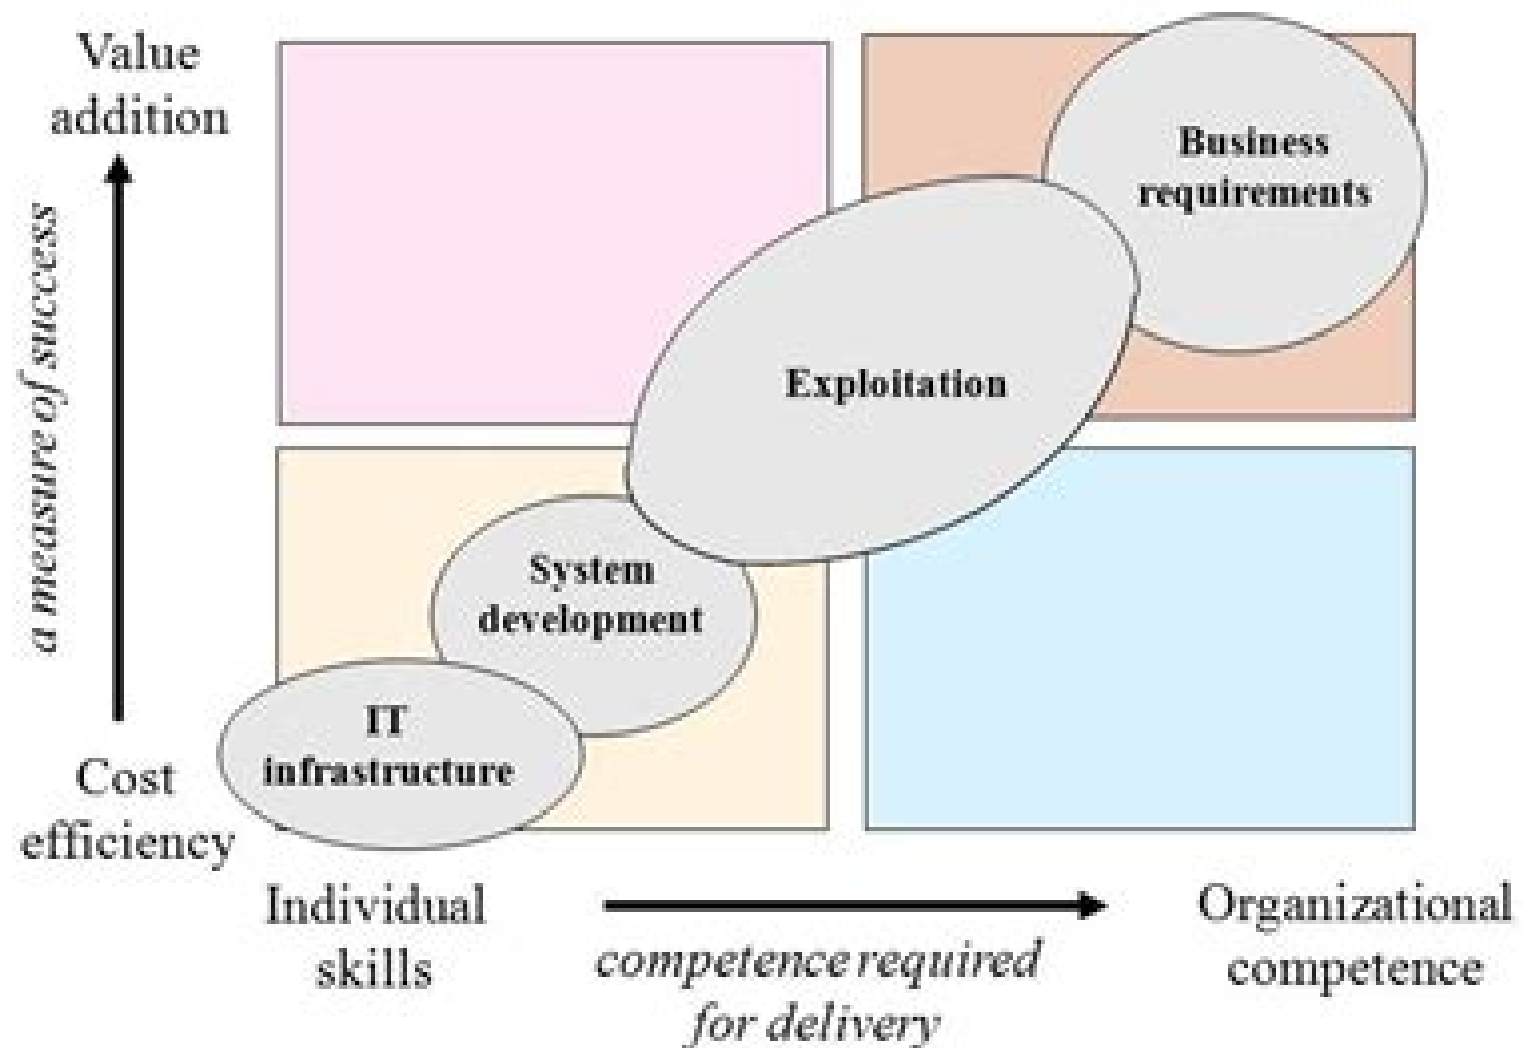 Value
addition
a measure of success
Business
requirements
Exploitation
System
development
IT
infrastructure
Cost
efficiency
Individual
skills
competence required
for delivery
Organizational
competence